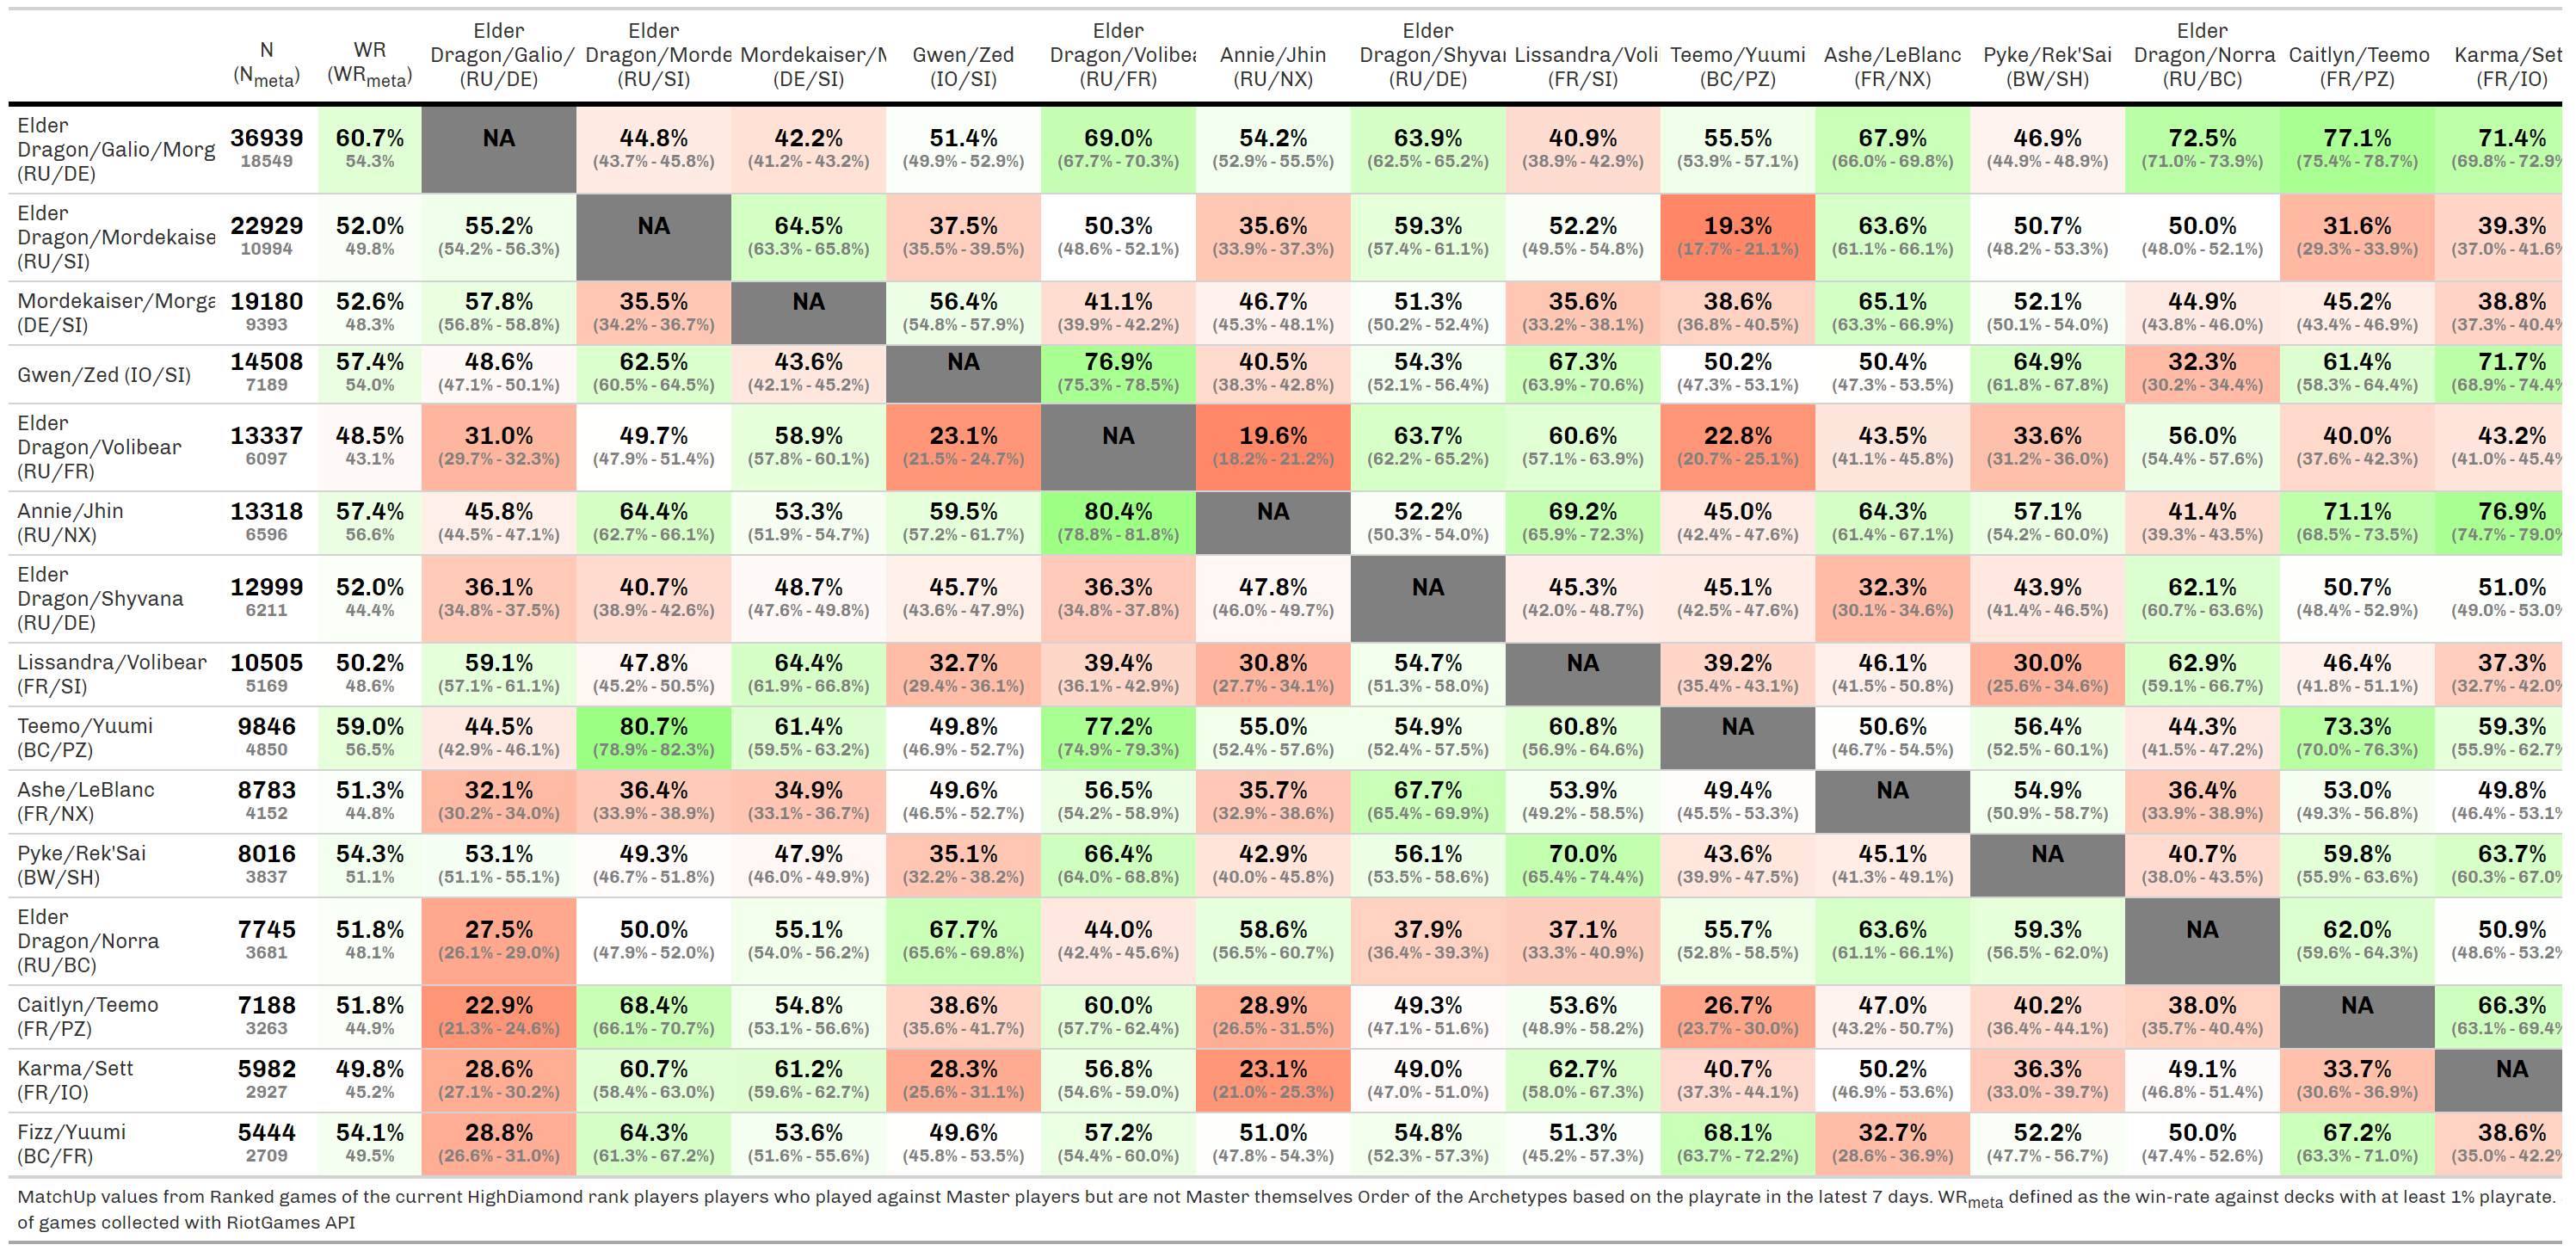 Elder Elder Elder Elder Elder
N WR Dragon/Galio/ Dragon/Morde Mordekaiser/M Gwen/Zed Dragon/Volibea Annie/Jhin Dragon/Shyvar Lissandra/Voli Teemo/Yuumi Ashe/LeBlanc Pyke/Rek'Sai Dragon/Norra Caitlyn/Teemo Karma/Set
(Nmeta) (WRmeta) (RU/DE) (RU/SI) (DE/SI) (IO/SI) (RU/FR) (RU/NX) (RU/DE) (FR/SI) (BC/PZ) (FR/NX) (BW/SH) (RU/BC) (FR/PZ) (FR/IO)
Elder
Dragon/Galio/Morg
(RU/DE)
36939 60.7% NA 44.8% 42.2% 51.4% 69.0% 54.2% 63.9% 40.9% 55.5% 67.9% 46.9% 72.5% 77.1% 71.4%
18549 54.3% (43.7% - 45.8%) (41.2% - 43.2%) (49.9% - 52.9%) (67.7% - 70.3%) (52.9% - 55.5%) (62.5% - 65.2%) (38.9% - 42.9%) (53.9% - 57.1%) (66.0% - 69.8%) (44.9% - 48.9%) (71.0% - 73.9%) (75.4% - 78.7%) (69.8% - 72.9%
Elder
Dragon/Mordekaise
(RU/SI)
22929 52.0% 55.2% NA 64.5% 37.5% 50.3% 35.6% 59.3% 52.2% 19.3% 63.6% 50.7% 50.0% 31.6% 39.3%
10994 49.8% (54.2% - 56.3%) (63.3% - 65.8%) (35.5% - 39.5%) (48.6% - 52.1%) (33.9% - 37.3%) (57.4% - 61.1%) (49.5% - 54.8%) (17.7% - 21.1%) (61.1% - 66.1%) (48.2% - 53.3%) (48.0% - 52.1%) (29.3% - 33.9%) (37.0% - 41.6%
Mordekaiser/Morga
(DE/SI)
19180 52.6% 57.8% 35.5% NA 56.4% 41.1% 46.7% 51.3% 35.6% 38.6% 65.1% 52.1% 44.9% 45.2% 38.8%
9393 48.3% (56.8% - 58.8%) (34.2% - 36.7%) (54.8% - 57.9%) (39.9% - 42.2%) (45.3% - 48.1%) (50.2% - 52.4%) (33.2% - 38.1%) (36.8% - 40.5%) (63.3% - 66.9%) (50.1% - 54.0%) (43.8% - 46.0%) (43.4% - 46.9%) (37.3% - 40.4%
Gwen/Zed (IO/SI)
14508 57.4% 48.6% 62.5% 43.6% NA 76.9% 40.5% 54.3% 67.3% 50.2% 50.4% 64.9% 32.3% 61.4% 71.7%
7189 54.0% (47.1% - 50.1%) (60.5% - 64.5%) (42.1% - 45.2%) (75.3% - 78.5%) (38.3% - 42.8%) (52.1% - 56.4%) (63.9% - 70.6%) (47.3% - 53.1%) (47.3% - 53.5%) (61.8% - 67.8%) (30.2% - 34.4%) (58.3% - 64.4%) (68.9% - 74.4%
Elder
Dragon/Volibear
(RU/FR)
13337 48.5% 31.0% 49.7% 58.9% 23.1% NA 19.6% 63.7% 60.6% 22.8% 43.5% 33.6% 56.0% 40.0% 43.2%
6097 43.1% (29.7% - 32.3%) (47.9% - 51.4%) (57.8% - 60.1%) (21.5% - 24.7%) (18.2% - 21.2%) (62.2% - 65.2%) (57.1% - 63.9%) (20.7% - 25.1%) (41.1% - 45.8%) (31.2% - 36.0%) (54.4% - 57.6%) (37.6% - 42.3%) (41.0% - 45.4%
Annie/Jhin
(RU/NX)
13318 57.4% 45.8% 64.4% 53.3% 59.5% 80.4% NA 52.2% 69.2% 45.0% 64.3% 57.1% 41.4% 71.1% 76.9%
6596 56.6% (44.5% - 47.1%) (62.7% - 66.1%) (51.9% - 54.7%) (57.2% - 61.7%) (78.8% - 81.8%) (50.3% - 54.0%) (65.9% - 72.3%) (42.4% - 47.6%) (61.4% - 67.1%) (54.2% - 60.0%) (39.3% - 43.5%) (68.5% - 73.5%) (74.7% - 79.0%
Elder
Dragon/Shyvana
(RU/DE)
12999 52.0% 36.1% 40.7% 48.7% 45.7% 36.3% 47.8% NA 45.3% 45.1% 32.3% 43.9% 62.1% 50.7% 51.0%
6211 44.4% (34.8% - 37.5%) (38.9% - 42.6%) (47.6% - 49.8%) (43.6% - 47.9%) (34.8% - 37.8%) (46.0% - 49.7%) (42.0% - 48.7%) (42.5% - 47.6%) (30.1% - 34.6%) (41.4% - 46.5%) (60.7% - 63.6%) (48.4% - 52.9%) (49.0% - 53.0%
Lissandra/Volibear
(FR/SI)
10505 50.2% 59.1% 47.8% 64.4% 32.7% 39.4% 30.8% 54.7% NA 39.2% 46.1% 30.0% 62.9% 46.4% 37.3%
5169 48.6% (57.1% - 61.1%) (45.2% - 50.5%) (61.9% - 66.8%) (29.4% - 36.1%) (36.1% - 42.9%) (27.7% - 34.1%) (51.3% - 58.0%) (35.4% - 43.1%) (41.5% - 50.8%) (25.6% - 34.6%) (59.1% - 66.7%) (41.8% - 51.1%) (32.7% - 42.0%
Teemo/Yuumi
(BC/PZ)
9846 59.0% 44.5% 80.7% 61.4% 49.8% 77.2% 55.0% 54.9% 60.8% NA 50.6% 56.4% 44.3% 73.3% 59.3%
4850 56.5% (42.9% - 46.1%) (78.9% - 82.3%) (59.5% - 63.2%) (46.9% - 52.7%) (74.9% - 79.3%) (52.4% - 57.6%) (52.4% - 57.5%) (56.9% - 64.6%) (46.7% - 54.5%) (52.5% - 60.1%) (41.5% - 47.2%) (70.0% - 76.3%) (55.9% - 62.7%
Ashe/LeBlanc
(FR/NX)
8783 51.3% 32.1% 36.4% 34.9% 49.6% 56.5% 35.7% 67.7% 53.9% 49.4% NA 54.9% 36.4% 53.0% 49.8%
4152 44.8% (30.2% - 34.0%) (33.9% - 38.9%) (33.1% - 36.7%) (46.5% - 52.7%) (54.2% - 58.9%) (32.9% - 38.6%) (65.4% - 69.9%) (49.2% - 58.5%) (45.5% - 53.3%) (50.9% - 58.7%) (33.9% - 38.9%) (49.3% - 56.8%) (46.4% - 53.1%
Pyke/Rek'Sai
(BW/SH)
8016 54.3% 53.1% 49.3% 47.9% 35.1% 66.4% 42.9% 56.1% 70.0% 43.6% 45.1% NA 40.7% 59.8% 63.7%
3837 51.1% (51.1% - 55.1%) (46.7% - 51.8%) (46.0% - 49.9%) (32.2% - 38.2%) (64.0% - 68.8%) (40.0% - 45.8%) (53.5% - 58.6%) (65.4% - 74.4%) (39.9% - 47.5%) (41.3% - 49.1%) (38.0% - 43.5%) (55.9% - 63.6%) (60.3% - 67.0%
Elder
Dragon/Norra
(RU/BC)
7745 51.8% 27.5% 50.0% 55.1% 67.7% 44.0% 58.6% 37.9% 37.1% 55.7% 63.6% 59.3% NA 62.0% 50.9%
3681 48.1% (26.1% - 29.0%) (47.9% - 52.0%) (54.0% - 56.2%) (65.6% - 69.8%) (42.4% - 45.6%) (56.5% - 60.7%) (36.4% - 39.3%) (33.3% - 40.9%) (52.8% - 58.5%) (61.1% - 66.1%) (56.5% - 62.0%) (59.6% - 64.3%) (48.6% - 53.2%
Caitlyn/Teemo
(FR/PZ)
7188 51.8% 22.9% 68.4% 54.8% 38.6% 60.0% 28.9% 49.3% 53.6% 26.7% 47.0% 40.2% 38.0% NA 66.3%
3263 44.9% (21.3% - 24.6%) (66.1% - 70.7%) (53.1% - 56.6%) (35.6% - 41.7%) (57.7% - 62.4%) (26.5% - 31.5%) (47.1% - 51.6%) (48.9% - 58.2%) (23.7% - 30.0%) (43.2% - 50.7%) (36.4% - 44.1%) (35.7% - 40.4%) (63.1% - 69.4%
Karma/Sett
(FR/IO)
5982 49.8% 28.6% 60.7% 61.2% 28.3% 56.8% 23.1% 49.0% 62.7% 40.7% 50.2% 36.3% 49.1% 33.7% NA
2927 45.2% (27.1% - 30.2%) (58.4% - 63.0%) (59.6% - 62.7%) (25.6% - 31.1%) (54.6% - 59.0%) (21.0% - 25.3%) (47.0% - 51.0%) (58.0% - 67.3%) (37.3% - 44.1%) (46.9% - 53.6%) (33.0% - 39.7%) (46.8% - 51.4%) (30.6% - 36.9%)
Fizz/Yuumi
(BC/FR)
5444 54.1% 28.8% 64.3% 53.6% 49.6% 57.2% 51.0% 54.8% 51.3% 68.1% 32.7% 52.2% 50.0% 67.2% 38.6%
2709 49.5% (26.6% - 31.0%) (61.3% - 67.2%) (51.6% - 55.6%) (45.8% - 53.5%) (54.4% - 60.0%) (47.8% - 54.3%) (52.3% - 57.3%) (45.2% - 57.3%) (63.7% - 72.2%) (28.6% - 36.9%) (47.7% - 56.7%) (47.4% - 52.6%) (63.3% - 71.0%) (35.0% - 42.2%
MatchUp values from Ranked games of the current HighDiamond rank players players who played against Master players but are not Master themselves Order of the Archetypes based on the playrate in the latest 7 days. WRmeta defined as the win-rate against decks with at least 1% playrate.
of games collected with RiotGames API